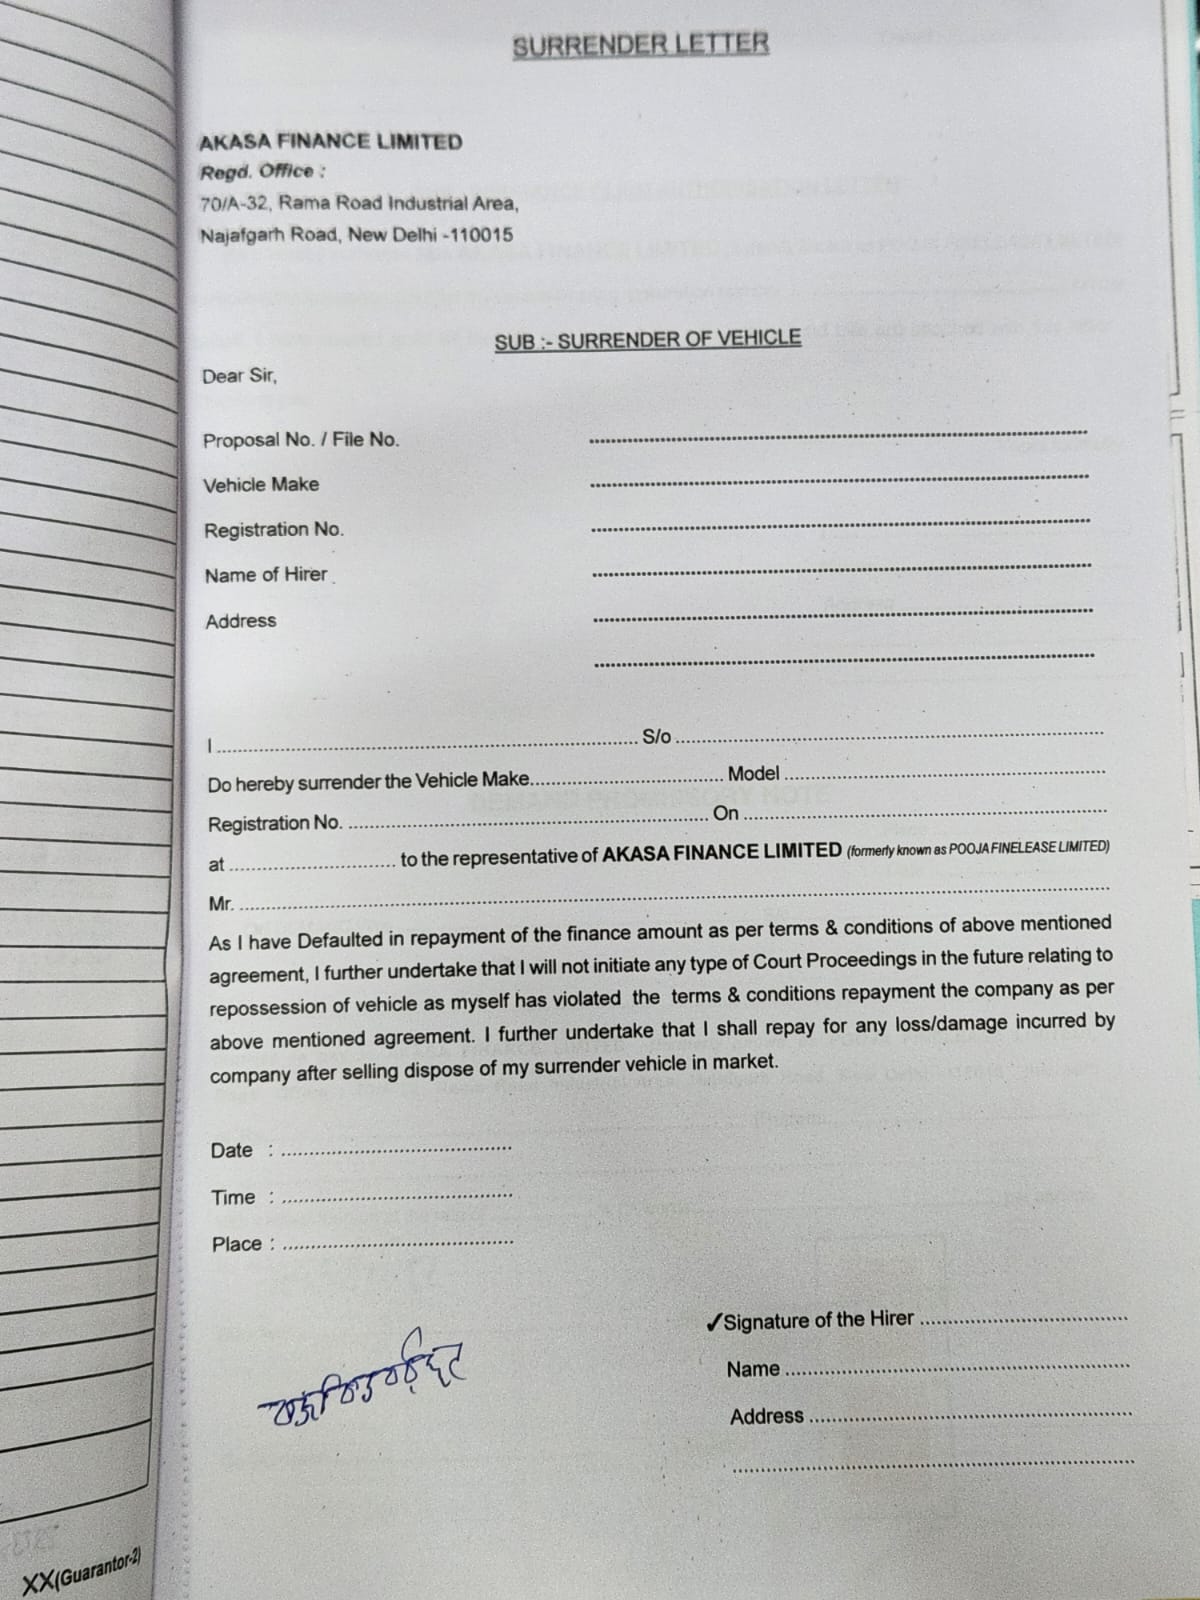 SURRENDER LETTER
AKASA FINANCE LIMITED
Regd. Office :
70/A-32, Rama Road Industrial Area,
Najafgarh Road, New Delhi -110015
SUB :- SURRENDER OF VEHICLE
Dear Sir,
Proposal No. / File No. ........................................
Vehicle Make ........................................
Registration No. ........................................
Name of Hirer ........................................
Address ........................................
........................................
I ........................................ S/o ........................................
Do hereby surrender the Vehicle Make.................... Model ........................................
Registration No. ........................................ On ........................................
at .................... to the representative of AKASA FINANCE LIMITED (formerly known as POOJA FINELEASE LIMITED)
Mr. ........................................
As I have Defaulted in repayment of the finance amount as per terms & conditions of above mentioned
agreement, I further undertake that I will not initiate any type of Court Proceedings in the future relating to
repossession of vehicle as myself has violated the terms & conditions repayment the company as per
above mentioned agreement. I further undertake that I shall repay for any loss/damage incurred by
company after selling dispose of my surrender vehicle in market.
Date : ........................................
Time : ........................................
Place : ........................................
✓Signature of the Hirer ........................................
Name ........................................
Address ........................................
........................................
XX(Guarantor-2)